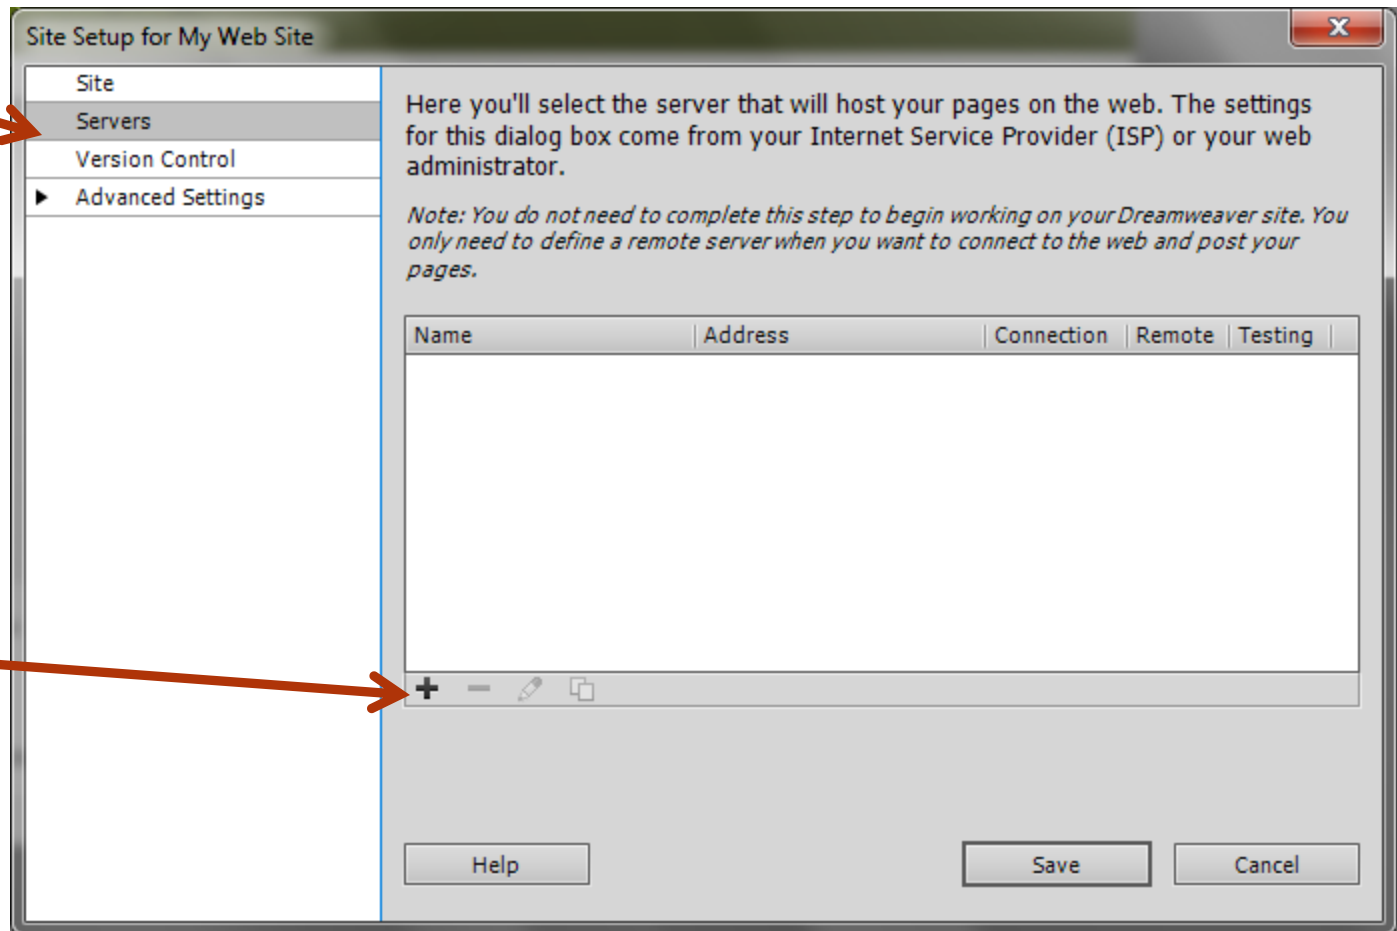 Site Setup for My Web Site
Site
Servers
Version Control
Advanced Settings
Here you'll select the server that will host your pages on the web. The settings
for this dialog box come from your Internet Service Provider (ISP) or your web
administrator.
Note: You do not need to complete this step to begin working on your Dreamweaver site. You
only need to define a remote server when you want to connect to the web and post your
pages.
Name Address Connection Remote Testing
Help Save Cancel